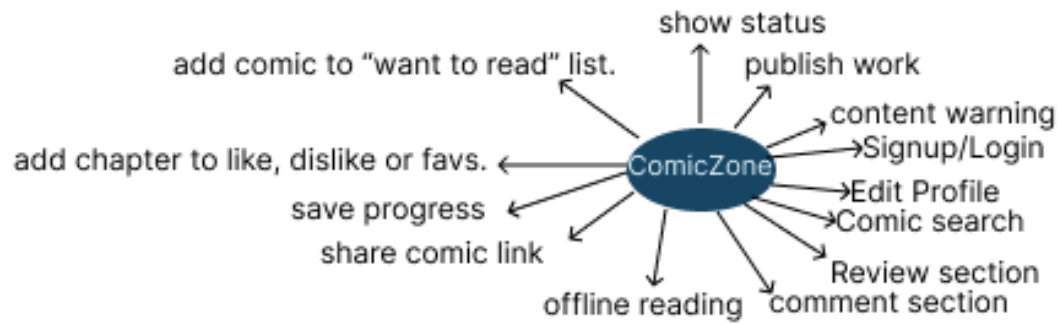 show status
add comic to “want to read” list.
publish work
content warning
Signup/Login
add chapter to like, dislike or favs.
ComicZone
Edit Profile
save progress
Comic search
share comic link
Review section
offline reading
comment section